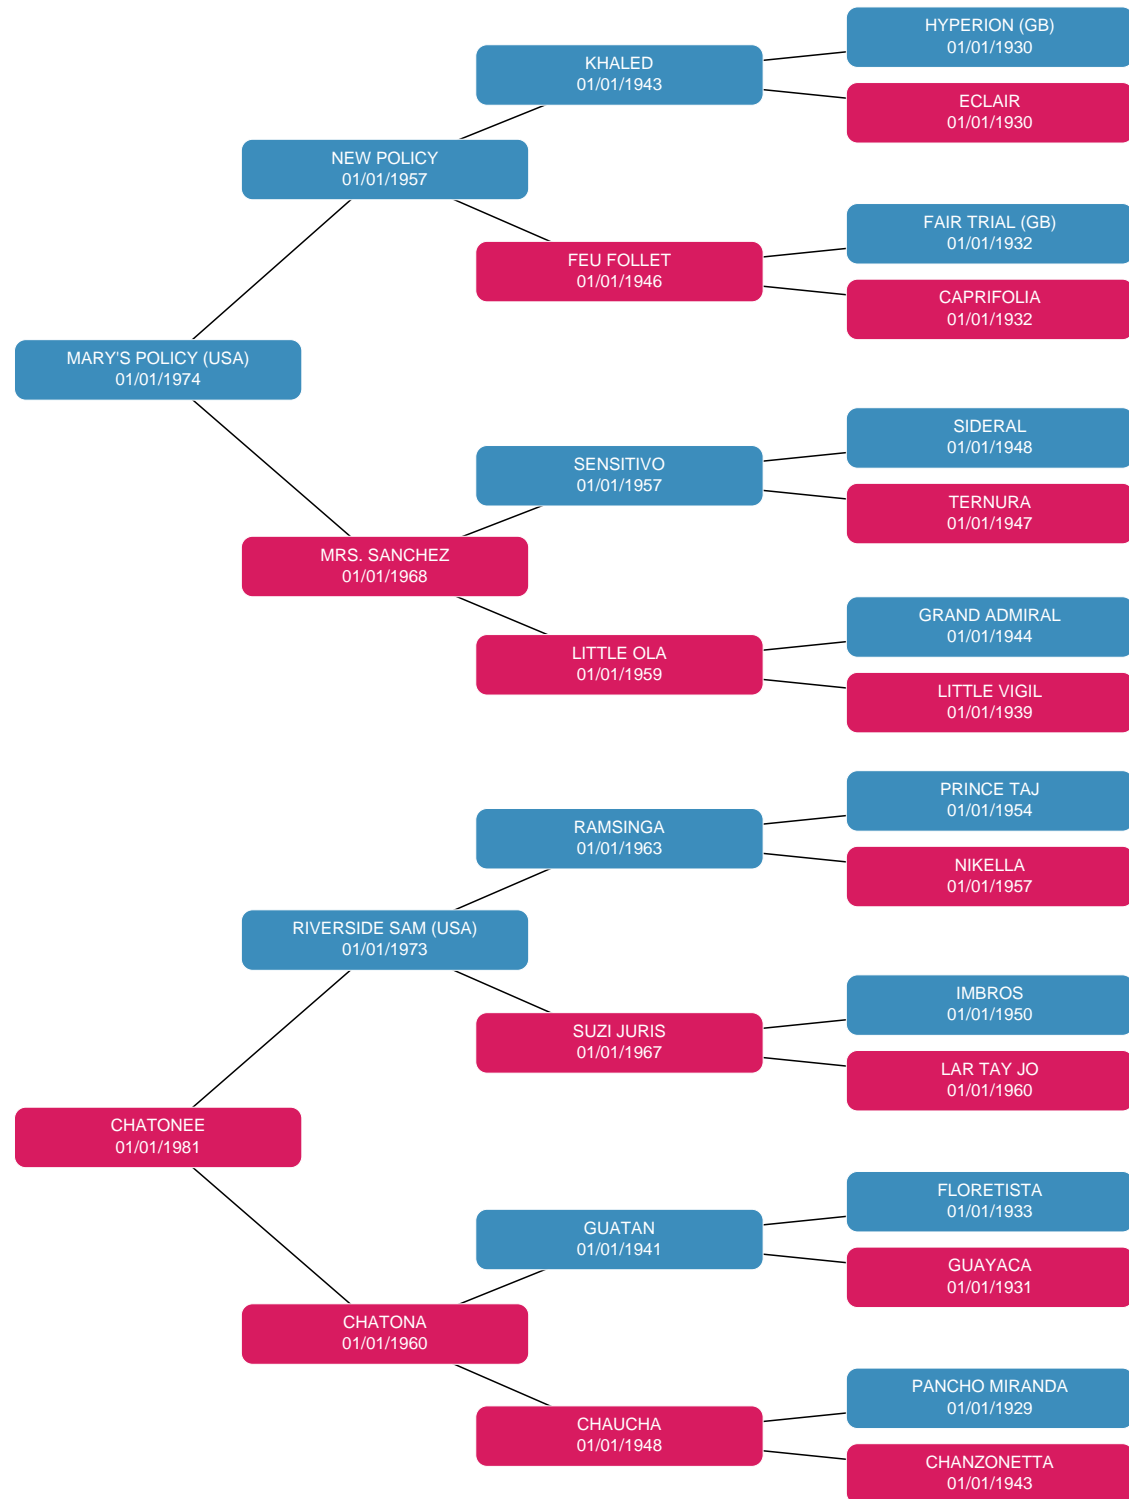 HYPERION (GB)
01/01/1930
KHALED
01/01/1943
ECLAIR
01/01/1930
NEW POLICY
01/01/1957
FAIR TRIAL (GB)
01/01/1932
FEU FOLLET
01/01/1946
CAPRIFOLIA
01/01/1932
MARY'S POLICY (USA)
01/01/1974
SIDERAL
01/01/1948
SENSITIVO
01/01/1957
TERNURA
01/01/1947
MRS. SANCHEZ
01/01/1968
GRAND ADMIRAL
01/01/1944
LITTLE OLA
01/01/1959
LITTLE VIGIL
01/01/1939
PRINCE TAJ
01/01/1954
RAMSINGA
01/01/1963
NIKELLA
01/01/1957
RIVERSIDE SAM (USA)
01/01/1973
IMBROS
01/01/1950
SUZI JURIS
01/01/1967
LAR TAY JO
01/01/1960
CHATONEE
01/01/1981
FLORETISTA
01/01/1933
GUATAN
01/01/1941
GUAYACA
01/01/1931
CHATONA
01/01/1960
PANCHO MIRANDA
01/01/1929
CHAUCHA
01/01/1948
CHANZONETTA
01/01/1943